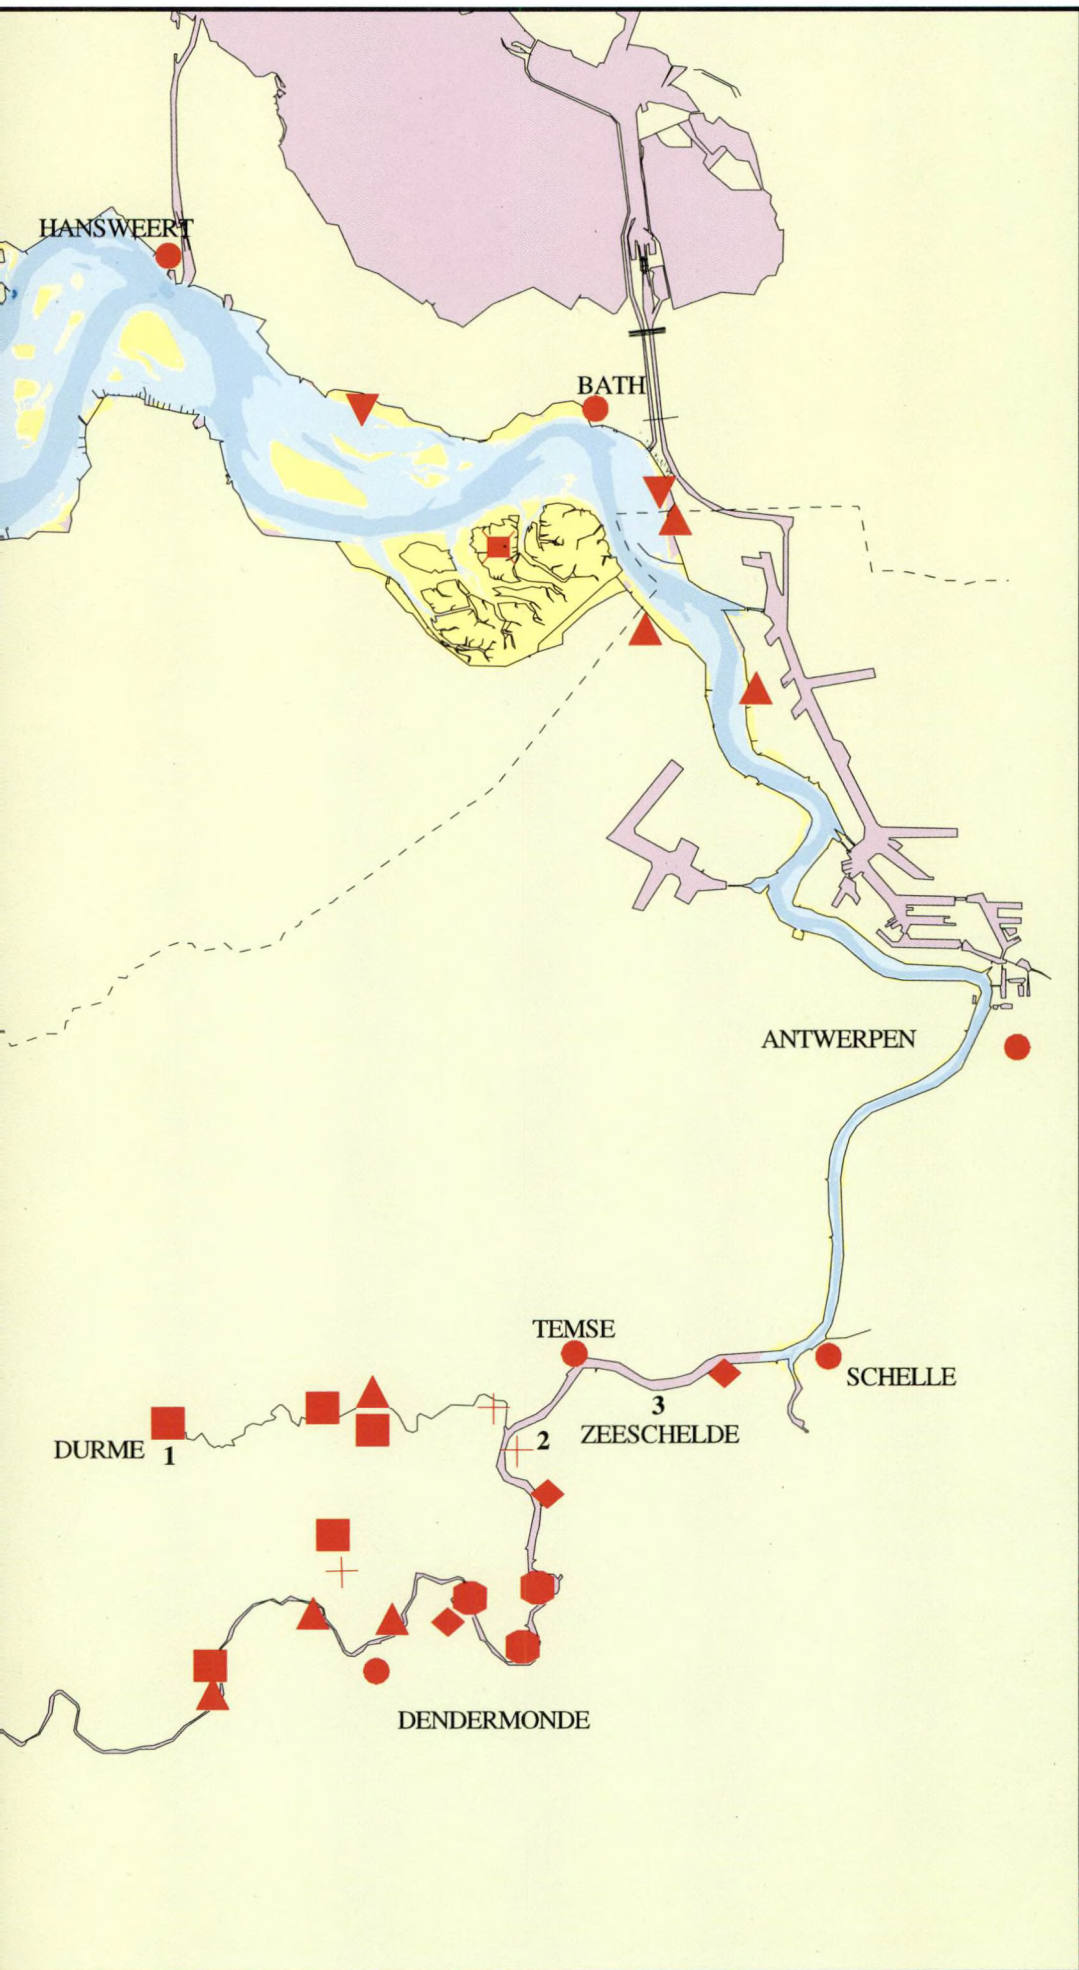 HANSWEERT
BATH
ANTWERPEN
TEMSE
SCHELLE
3
ZEESCHELDE
2
DURME 1
DENDERMONDE